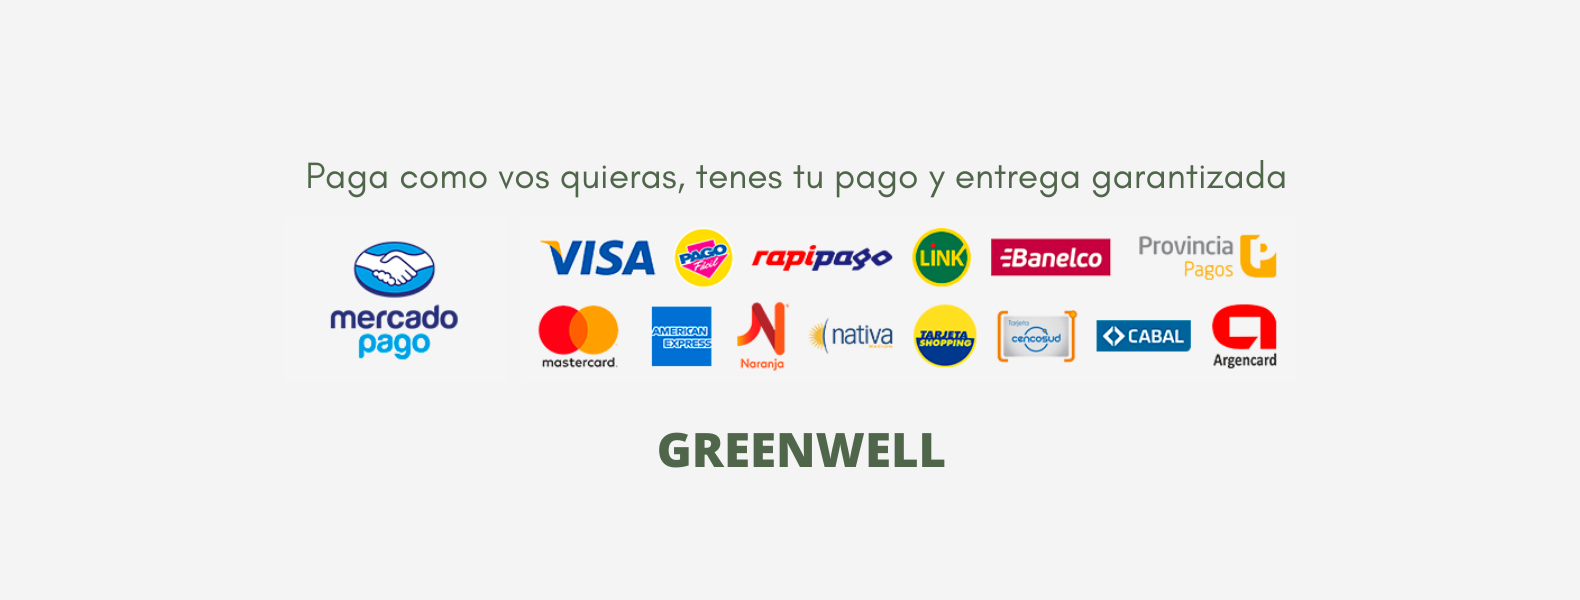 Paga como vos quieras, tenes tu pago y entrega garantizada
mercado
pago
VISA
PAGO
Fácil
rapipago
LINK
Banelco
Provincia
Pagos
mastercard.
AMERICAN
EXPRESS
Naranja
nativa
TARJETA
SHOPPING
Tarjeta
cencosud
CABAL
Argencard
GREENWELL